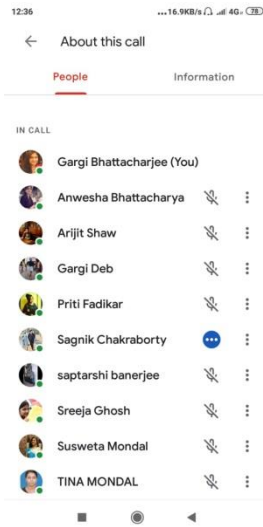 12:36 ...16.9KB/s 4G+ 78
About this call
People Information
IN CALL
Gargi Bhattacharjee (You)
Anwesha Bhattacharya
Arijit Shaw
Gargi Deb
Priti Fadikar
Sagnik Chakraborty
saptarshi banerjee
Sreeja Ghosh
Susweta Mondal
TINA MONDAL